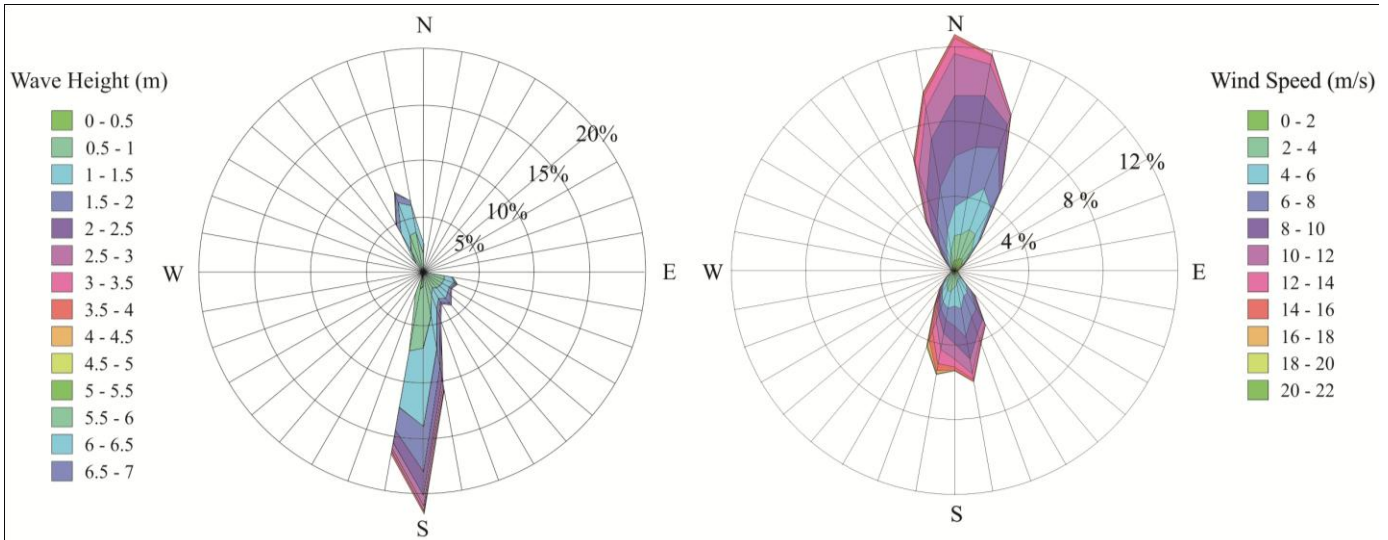 N
Wave Height (m)
0 - 0.5
0.5 - 1
1 - 1.5
1.5 - 2
2 - 2.5
2.5 - 3
3 - 3.5
3.5 - 4
4 - 4.5
4.5 - 5
5 - 5.5
5.5 - 6
6 - 6.5
6.5 - 7
20%
15%
10%
5%
W
E
S
N
12 %
8 %
4 %
W
E
S
Wind Speed (m/s)
0 - 2
2 - 4
4 - 6
6 - 8
8 - 10
10 - 12
12 - 14
14 - 16
16 - 18
18 - 20
20 - 22